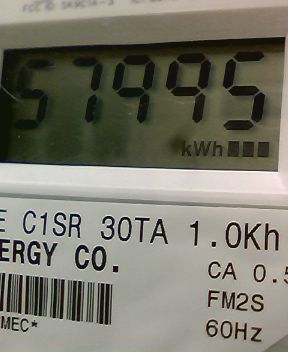 57995
kWh
E C1SR 30TA 1.0Kh
ERGY CO.
CA 0.5
FM2S
60Hz
MEC*